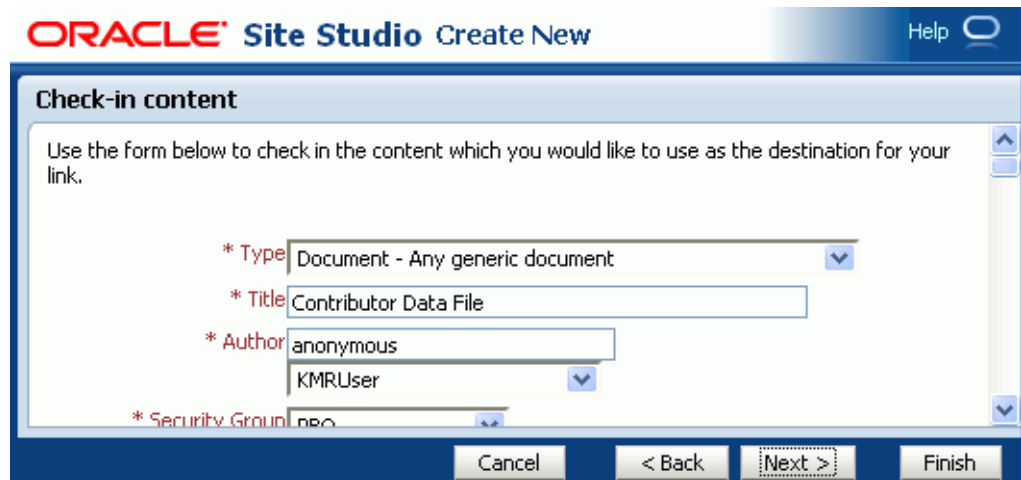 ORACLE Site Studio Create New
Help
Check-in content
Use the form below to check in the content which you would like to use as the destination for your
link.
* Type Document - Any generic document
* Title Contributor Data File
* Author anonymous
KMRUser
* Security Group
Cancel < Back Next > Finish